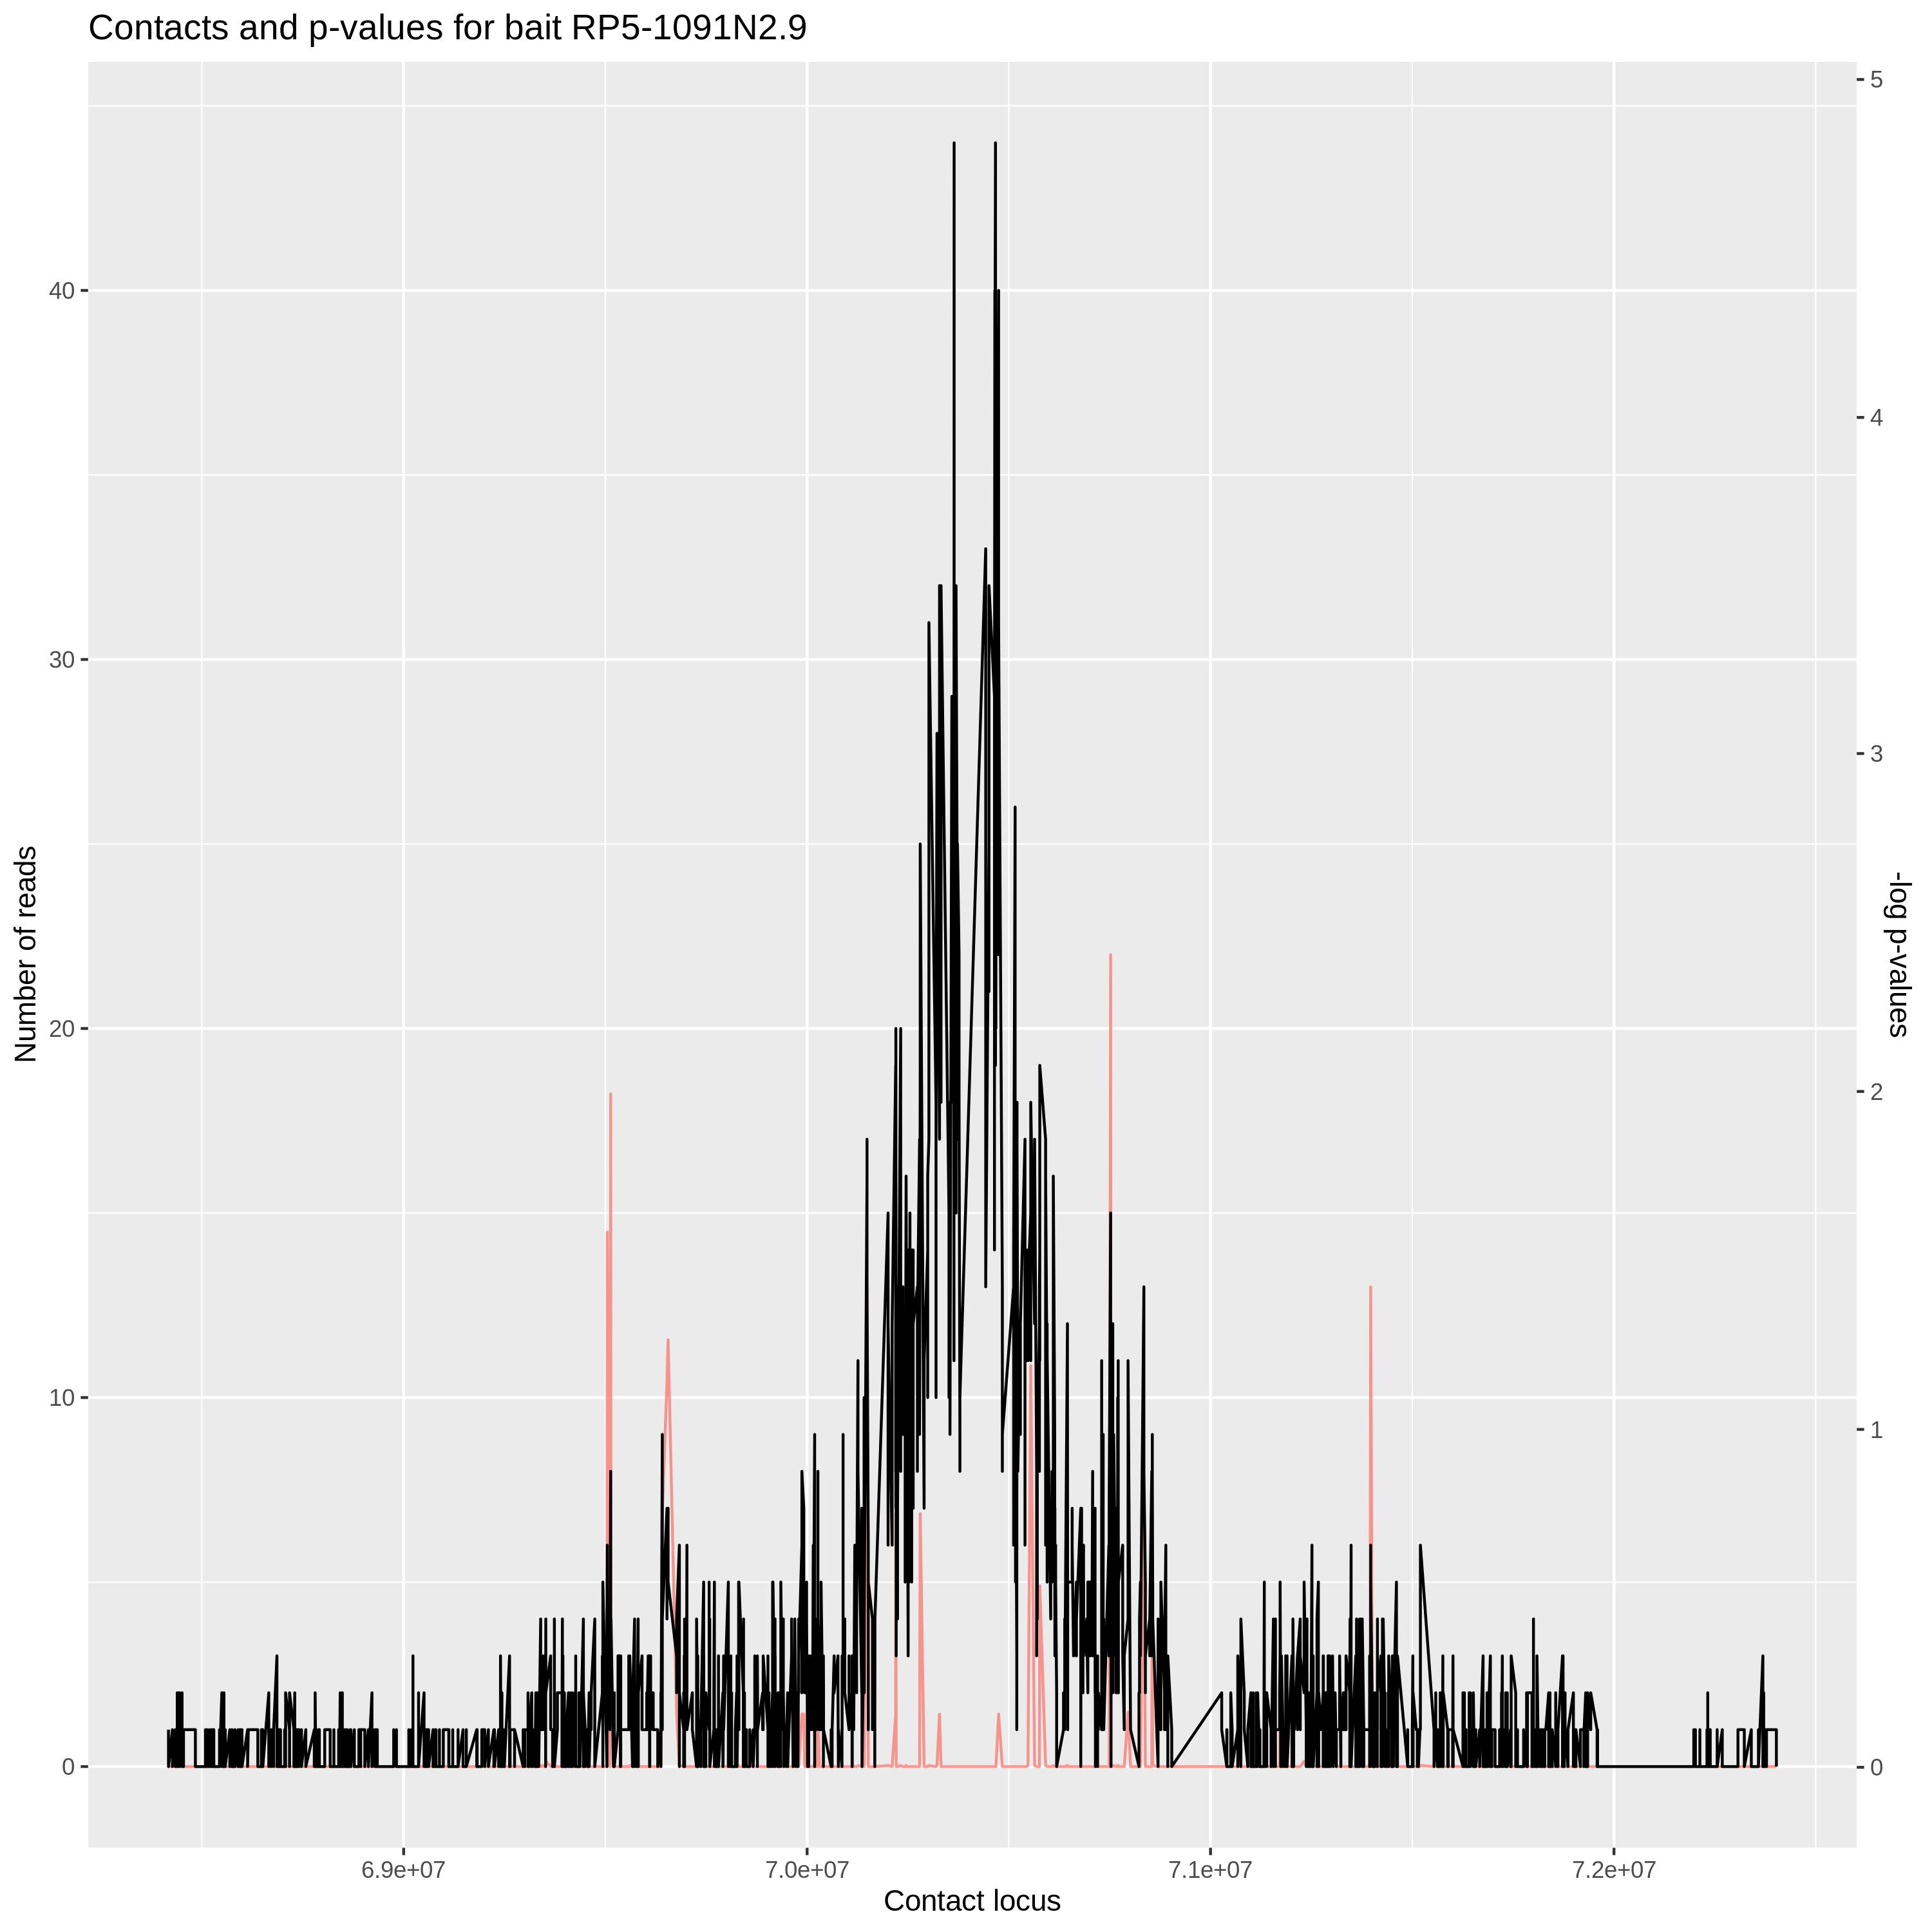 Contacts and p-values for bait RP5-1091N2.9
5
4
3
2
1
0
40
30
20
10
0
Number of reads
-log p-values
6.9e+07 7.0e+07 7.1e+07 7.2e+07
Contact locus